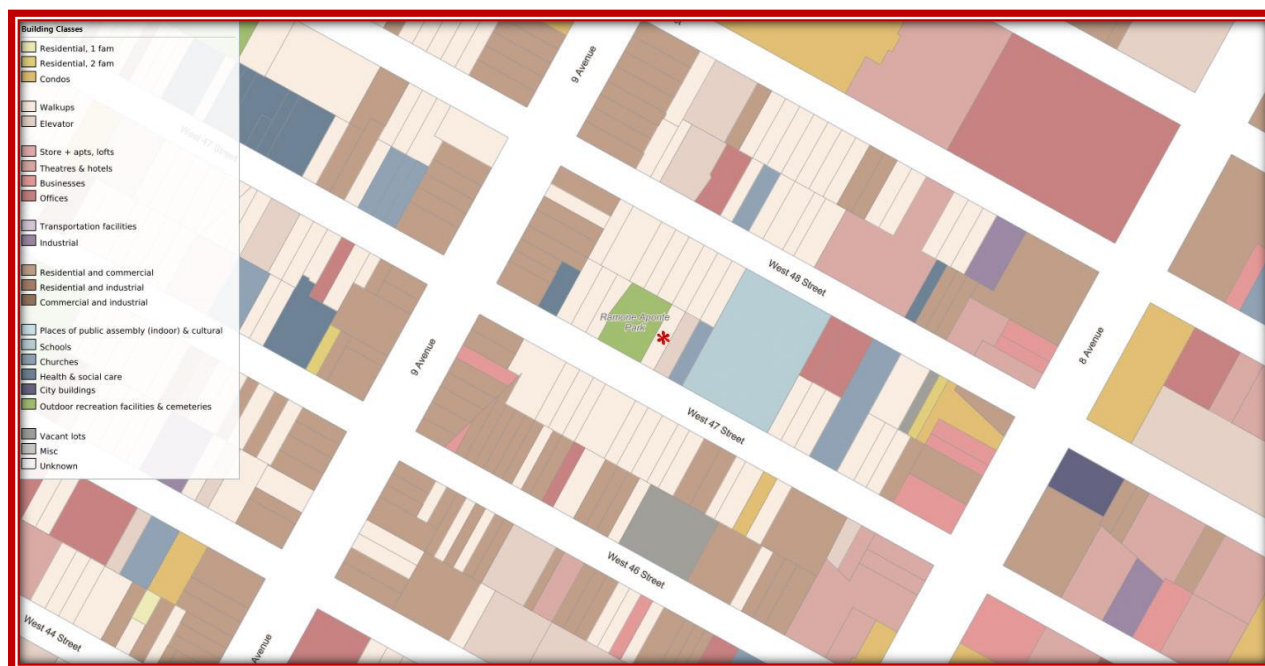 Building Classes
Residential, 1 fam
Residential, 2 fam
Condos
Walkups
Elevator
Store + apts, lofts
Theatres & hotels
Businesses
Offices
Transportation facilities
Industrial
Residential and commercial
Residential and industrial
Commercial and industrial
Places of public assembly (indoor) & cultural
Schools
Churches
Health & social care
City buildings
Outdoor recreation facilities & cemeteries
Vacant lots
Misc
Unknown
West 47 Street
9 Avenue
West 48 Street
8 Avenue
Ramone Aponte
Park
*
9 Avenue
West 47 Street
West 46 Street
West 44 Street
Avenue